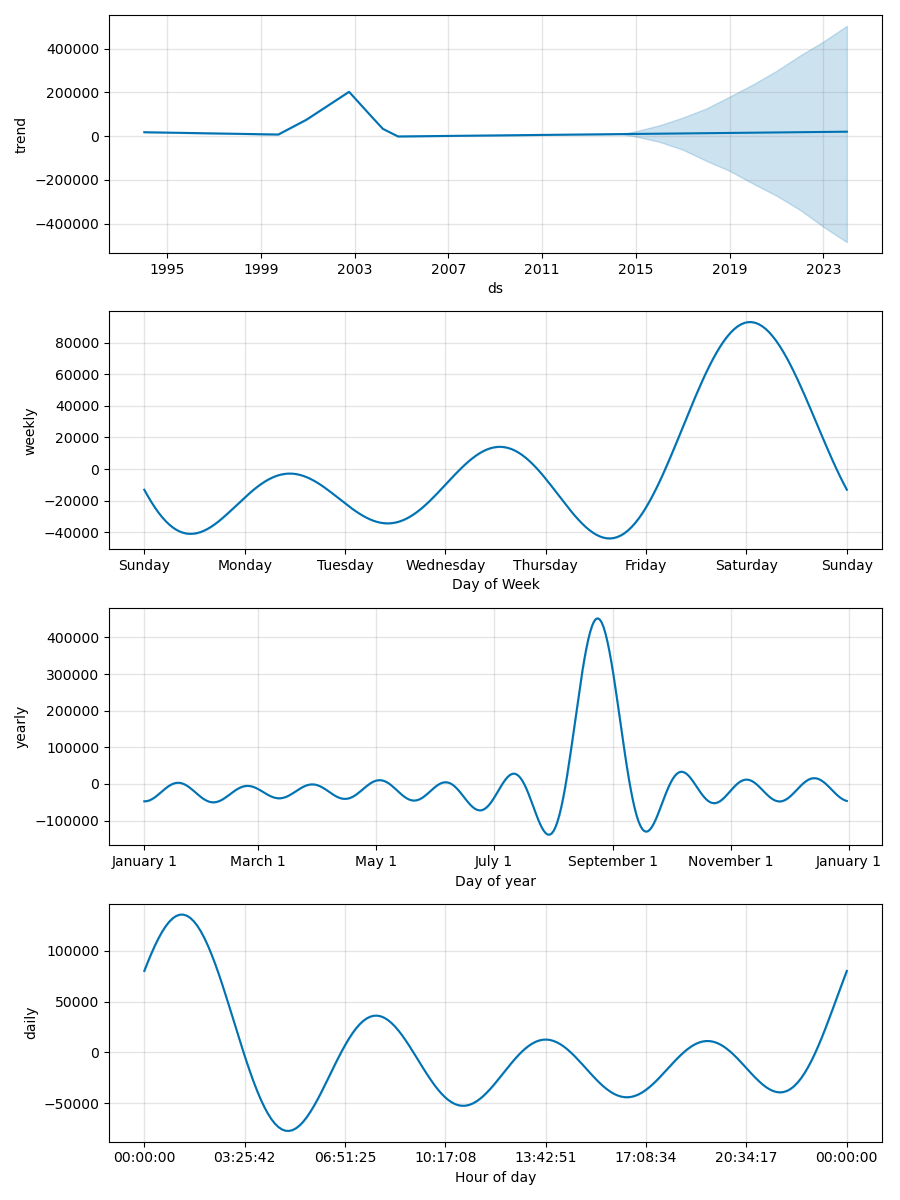 400000
200000
0
−200000
−400000
trend
1995 1999 2003 2007 2011 2015 2019 2023
ds
80000
60000
40000
20000
0
−20000
−40000
weekly
Sunday Monday Tuesday Wednesday Thursday Friday Saturday Sunday
Day of Week
400000
300000
200000
100000
0
−100000
yearly
January 1 March 1 May 1 July 1 September 1 November 1 January 1
Day of year
100000
50000
0
−50000
daily
00:00:00 03:25:42 06:51:25 10:17:08 13:42:51 17:08:34 20:34:17 00:00:00
Hour of day